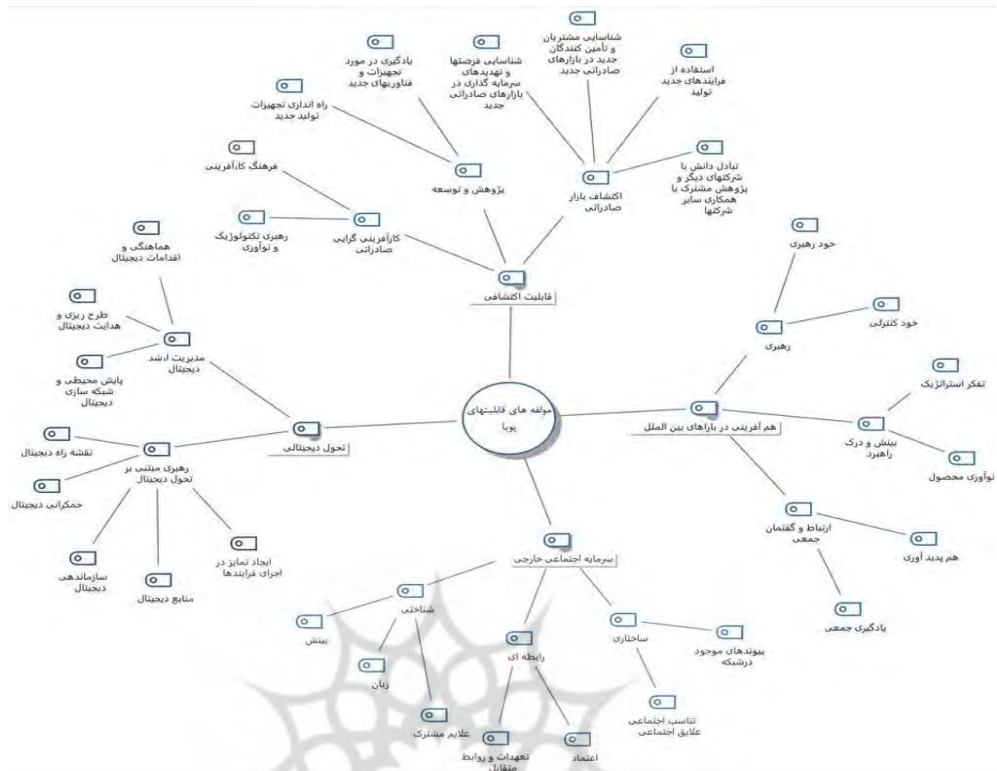 شناسایی مشتریان
و تأمین کنندگان
جدید در بازارهای
صادراتی جدید
یادگیری در مورد
تجهیزات و
فناوریهای جدید
شناسایی فرصتها
و تهدیدهای
سرمایه گذاری در
بازارهای صادراتی
جدید
استفاده از
فرایندهای جدید
تولید
راه اندازی تجهیزات
تولید جدید
فرهنگ کارآفرینی
پژوهش و توسعه
اکتشاف بازار
صادراتی
تبادل دانش با
شرکتهای دیگر و
پژوهش مشترک با
همکاری سایر
شرکتها
رهبری تکنولوژیک
و نوآوری
کارآفرینی گرایی
صادراتی
قابلیت اکتشافی
خود رهبری
خود کنترلی
رهبری
تفکر استراتژیک
بینش و درک
راهبرد
نوآوری محصول
هم آفرینی در بازاهای بین الملل
ارتباط و گفتمان
جمعی
هم پدید آوری
یادگیری جمعی
مولفه های قابلیتهای
پویا
هماهنگی و
اقدامات دیجیتال
طرح ریزی و
هدایت دیجیتال
مدیریت ارشد
دیجیتال
پایش محیطی و
شبکه سازی
دیجیتال
تحول دیجیتالی
نقشه راه دیجیتال
رهبری مبتنی بر
تحول دیجیتال
حمکرانی دیجیتال
سازماندهی
دیجیتال
منابع دیجیتال
ایجاد تمایز در
اجرای فرایندها
سرمایه اجتماعی خارجی
شناختی
بینش
زبان
علایم مشترک
رابطه ای
تعهدات و روابط
متقابل
اعتماد
ساختاری
پیوندهای موجود
درشبکه
تناسب اجتماعی
علایق اجتماعی